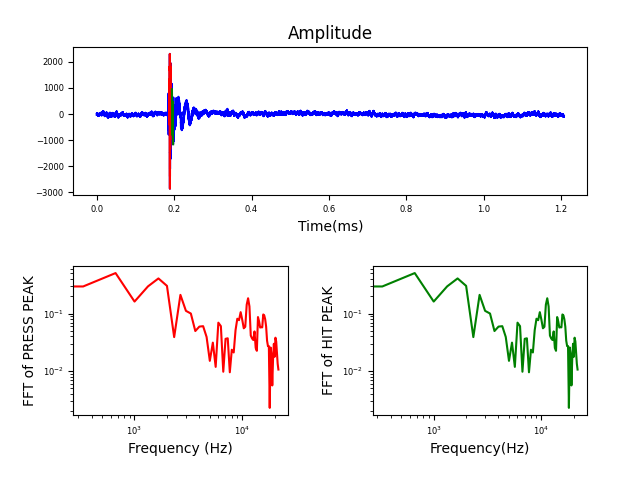 Amplitude
2000
1000
0
−1000
−2000
−3000
0.0 0.2 0.4 0.6 0.8 1.0 1.2
Time(ms)
FFT of PRESS PEAK
10⁻¹
10⁻²
10³ 10⁴
Frequency (Hz)
FFT of HIT PEAK
10⁻¹
10⁻²
10³ 10⁴
Frequency(Hz)